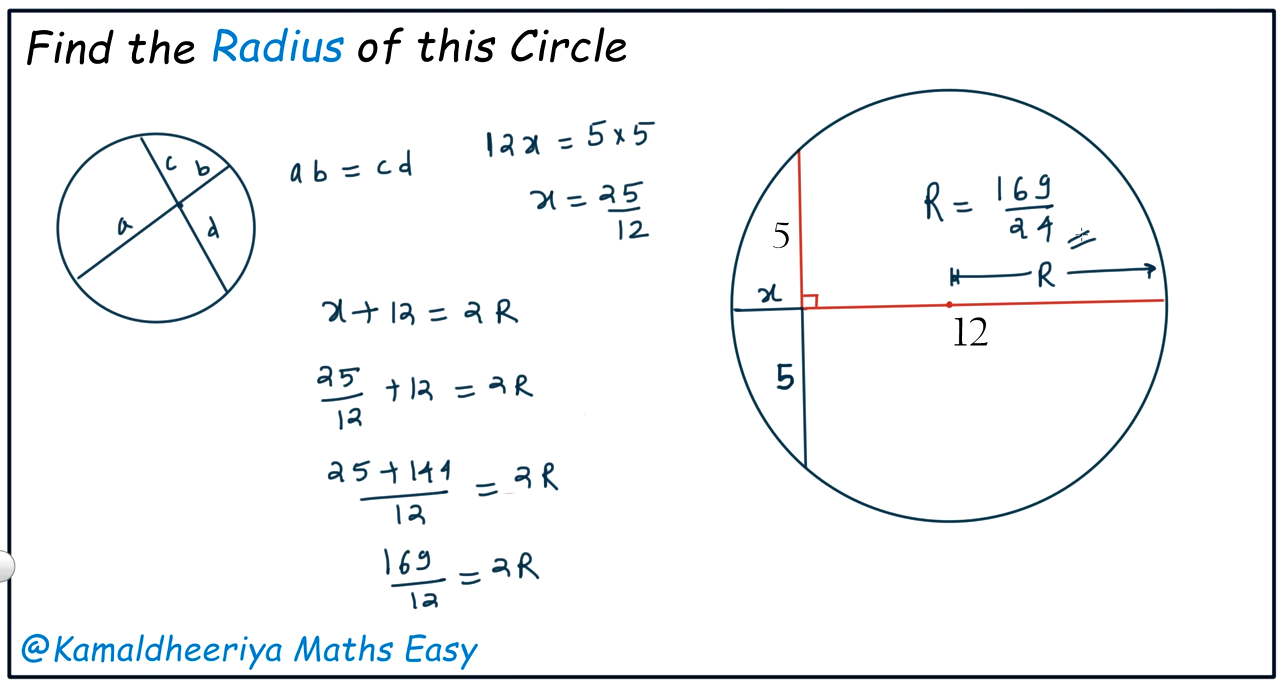 Find the Radius of this Circle
c
b
a
d
ab = cd
12x = 5 x 5
x = 25/12
x + 12 = 2R
25/12 + 12 = 2R
25 + 144/12 = 2R
169/12 = 2R
5
x
5
12
R
R = 169/24
@Kamaldheeriya Maths Easy